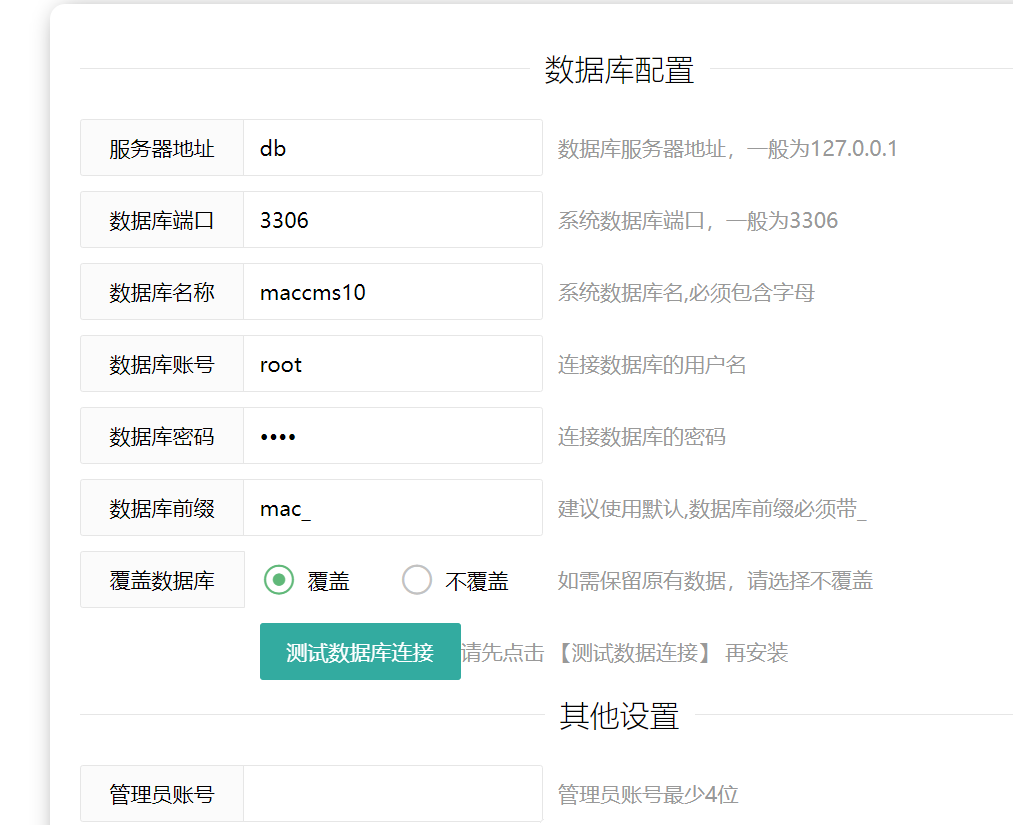 数据库配置
服务器地址 db 数据库服务器地址，一般为127.0.0.1
数据库端口 3306 系统数据库端口，一般为3306
数据库名称 maccms10 系统数据库名,必须包含字母
数据库账号 root 连接数据库的用户名
数据库密码 •••• 连接数据库的密码
数据库前缀 mac_ 建议使用默认,数据库前缀必须带_
覆盖数据库 覆盖 不覆盖 如需保留原有数据，请选择不覆盖
测试数据库连接 请先点击 【测试数据连接】 再安装
其他设置
管理员账号 管理员账号最少4位